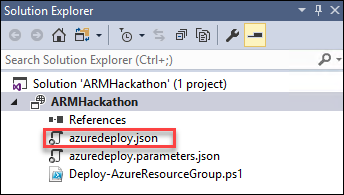 Solution Explorer
Search Solution Explorer (Ctrl+;)
Solution 'ARMHackathon' (1 project)
ARMHackathon
References
azuredeploy.json
azuredeploy.parameters.json
Deploy-AzureResourceGroup.ps1